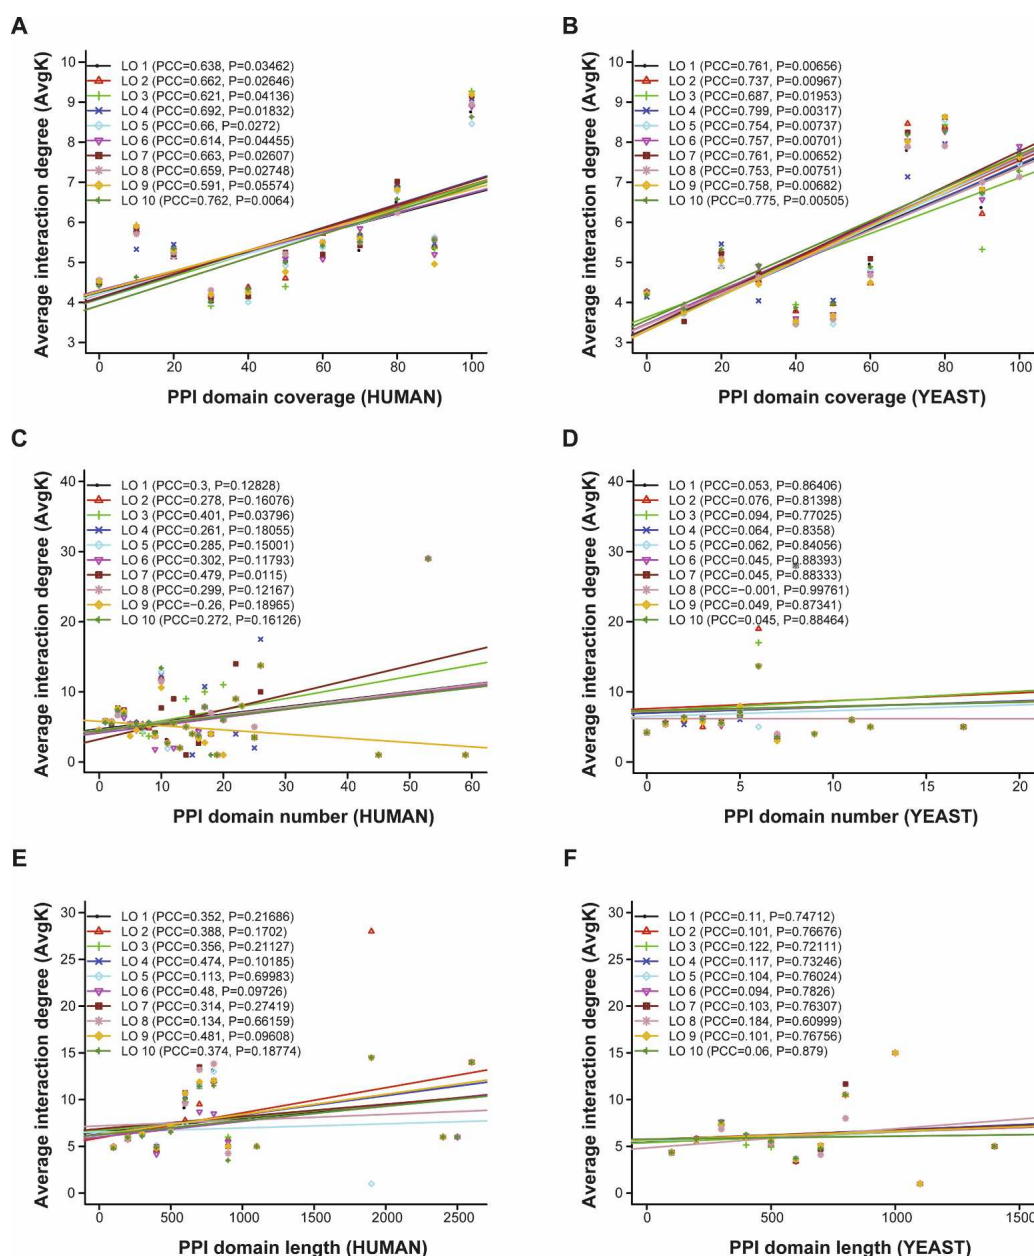 A
Average interaction degree (AvgK)
10
9
8
7
6
5
4
3
LO 1 (PCC=0.638, P=0.03462)
LO 2 (PCC=0.662, P=0.02646)
LO 3 (PCC=0.621, P=0.04136)
LO 4 (PCC=0.692, P=0.01832)
LO 5 (PCC=0.66, P=0.0272)
LO 6 (PCC=0.614, P=0.04455)
LO 7 (PCC=0.663, P=0.02607)
LO 8 (PCC=0.659, P=0.02748)
LO 9 (PCC=0.591, P=0.05574)
LO 10 (PCC=0.762, P=0.0064)
0 20 40 60 80 100
PPI domain coverage (HUMAN)
B
Average interaction degree (AvgK)
10
9
8
7
6
5
4
3
LO 1 (PCC=0.761, P=0.00656)
LO 2 (PCC=0.737, P=0.00967)
LO 3 (PCC=0.687, P=0.01953)
LO 4 (PCC=0.799, P=0.00317)
LO 5 (PCC=0.754, P=0.00737)
LO 6 (PCC=0.757, P=0.00701)
LO 7 (PCC=0.761, P=0.00652)
LO 8 (PCC=0.753, P=0.00751)
LO 9 (PCC=0.758, P=0.00682)
LO 10 (PCC=0.775, P=0.00505)
0 20 40 60 80 100
PPI domain coverage (YEAST)
C
Average interaction degree (AvgK)
40
30
20
10
0
LO 1 (PCC=0.3, P=0.12828)
LO 2 (PCC=0.278, P=0.16076)
LO 3 (PCC=0.401, P=0.03796)
LO 4 (PCC=0.261, P=0.18055)
LO 5 (PCC=0.285, P=0.15001)
LO 6 (PCC=0.302, P=0.11793)
LO 7 (PCC=0.479, P=0.0115)
LO 8 (PCC=0.299, P=0.12167)
LO 9 (PCC=−0.26, P=0.18965)
LO 10 (PCC=0.272, P=0.16126)
0 10 20 30 40 50 60
PPI domain number (HUMAN)
D
Average interaction degree (AvgK)
40
30
20
10
0
LO 1 (PCC=0.053, P=0.86406)
LO 2 (PCC=0.076, P=0.81398)
LO 3 (PCC=0.094, P=0.77025)
LO 4 (PCC=0.064, P=0.8358)
LO 5 (PCC=0.062, P=0.84056)
LO 6 (PCC=0.045, P=0.88393)
LO 7 (PCC=0.045, P=0.88333)
LO 8 (PCC=−0.001, P=0.99761)
LO 9 (PCC=0.049, P=0.87341)
LO 10 (PCC=0.045, P=0.88464)
0 5 10 15 20
PPI domain number (YEAST)
E
Average interaction degree (AvgK)
30
25
20
15
10
5
0
LO 1 (PCC=0.352, P=0.21686)
LO 2 (PCC=0.388, P=0.1702)
LO 3 (PCC=0.356, P=0.21127)
LO 4 (PCC=0.474, P=0.10185)
LO 5 (PCC=0.113, P=0.69983)
LO 6 (PCC=0.48, P=0.09726)
LO 7 (PCC=0.314, P=0.27419)
LO 8 (PCC=0.134, P=0.66159)
LO 9 (PCC=0.481, P=0.09608)
LO 10 (PCC=0.374, P=0.18774)
0 500 1000 1500 2000 2500
PPI domain length (HUMAN)
F
Average interaction degree (AvgK)
30
25
20
15
10
5
0
LO 1 (PCC=0.11, P=0.74712)
LO 2 (PCC=0.101, P=0.76676)
LO 3 (PCC=0.122, P=0.72111)
LO 4 (PCC=0.117, P=0.73246)
LO 5 (PCC=0.104, P=0.76024)
LO 6 (PCC=0.094, P=0.7826)
LO 7 (PCC=0.103, P=0.76307)
LO 8 (PCC=0.184, P=0.60999)
LO 9 (PCC=0.101, P=0.76756)
LO 10 (PCC=0.06, P=0.879)
0 500 1000 1500
PPI domain length (YEAST)